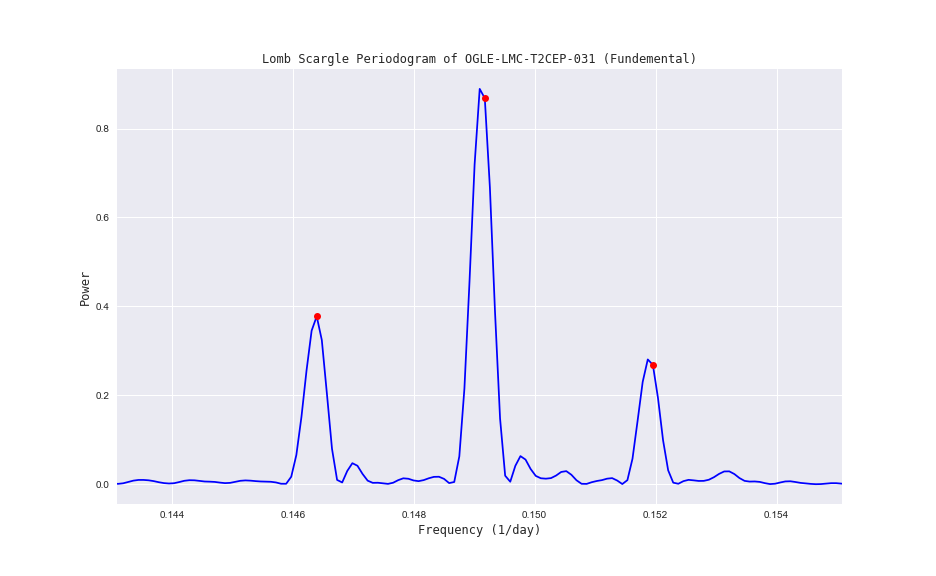 Lomb Scargle Periodogram of OGLE-LMC-T2CEP-031 (Fundemental)
0.8
0.6
0.4
0.2
0.0
Power
0.144 0.146 0.148 0.150 0.152 0.154
Frequency (1/day)